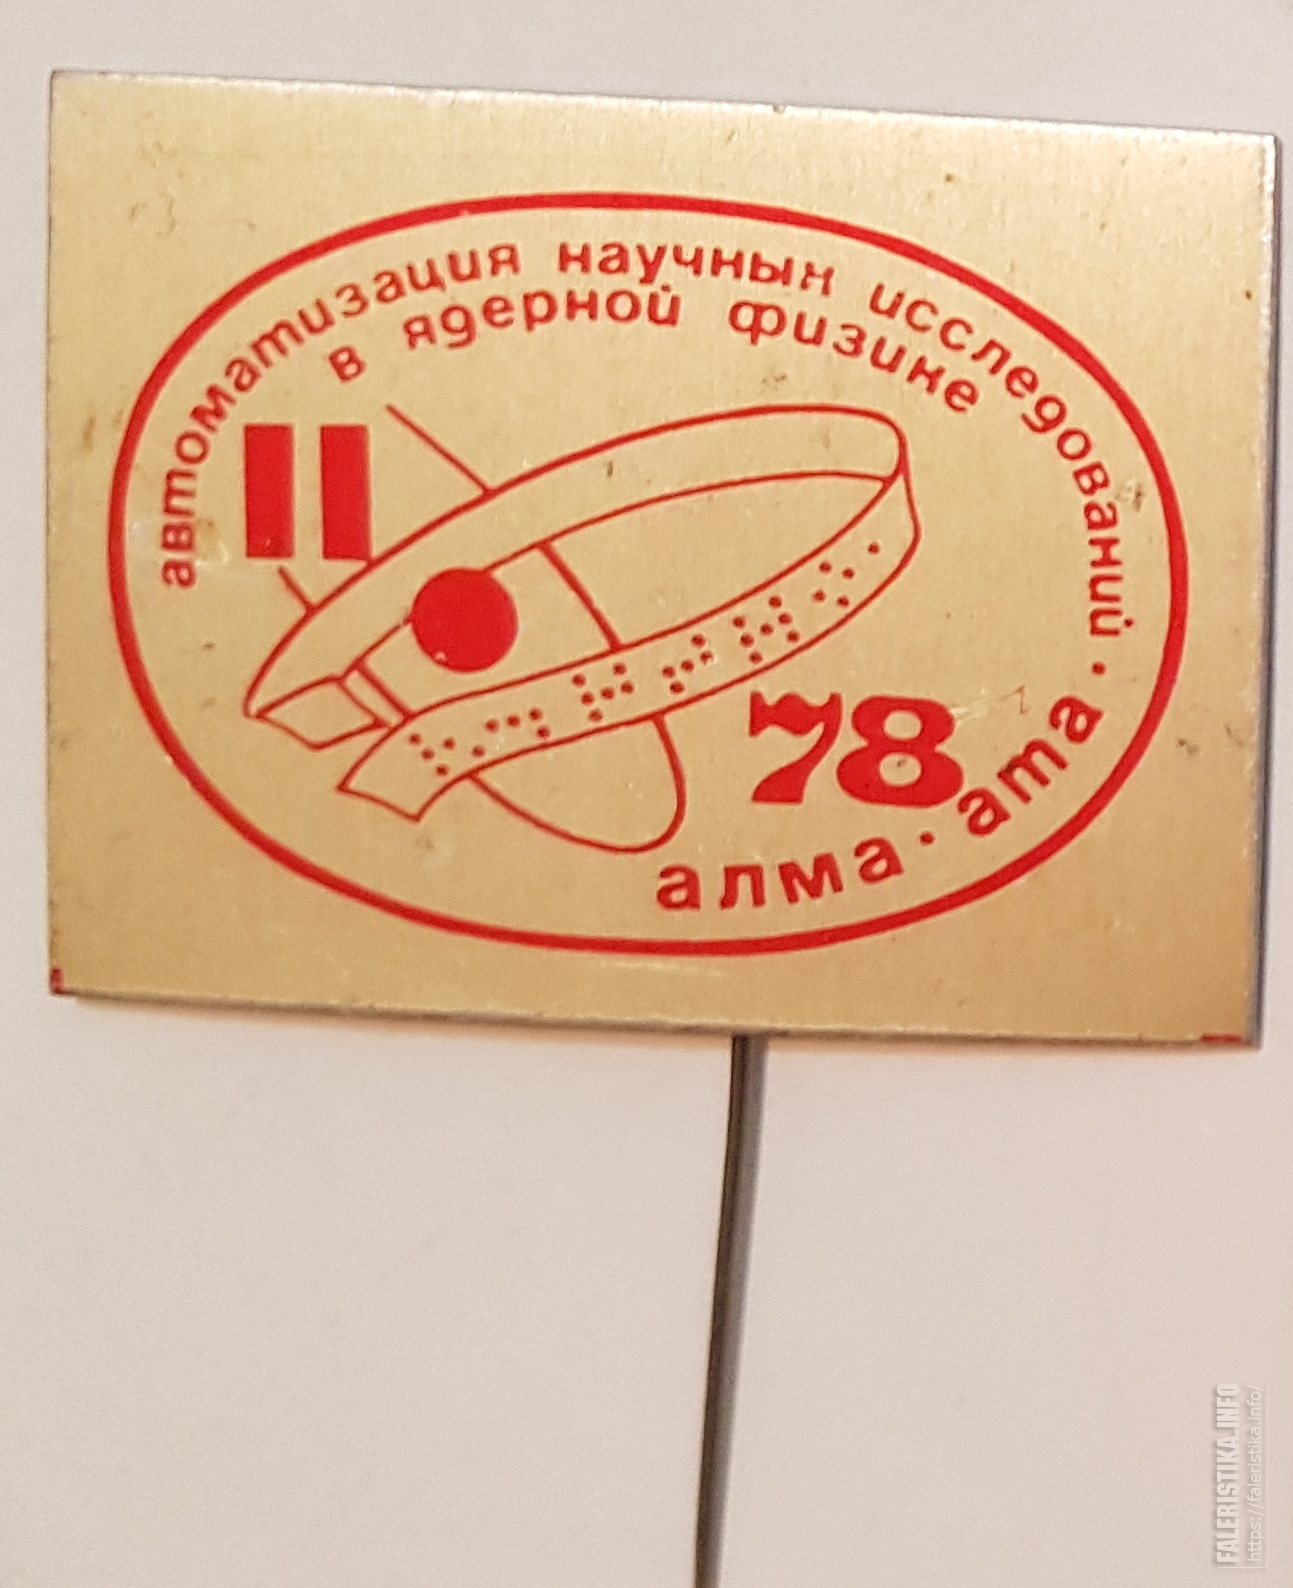 автоматизация научных исследований
в ядерной физике
II
78
алма·ата·
FALERISTIKA.INFO
https://faleristika.info/